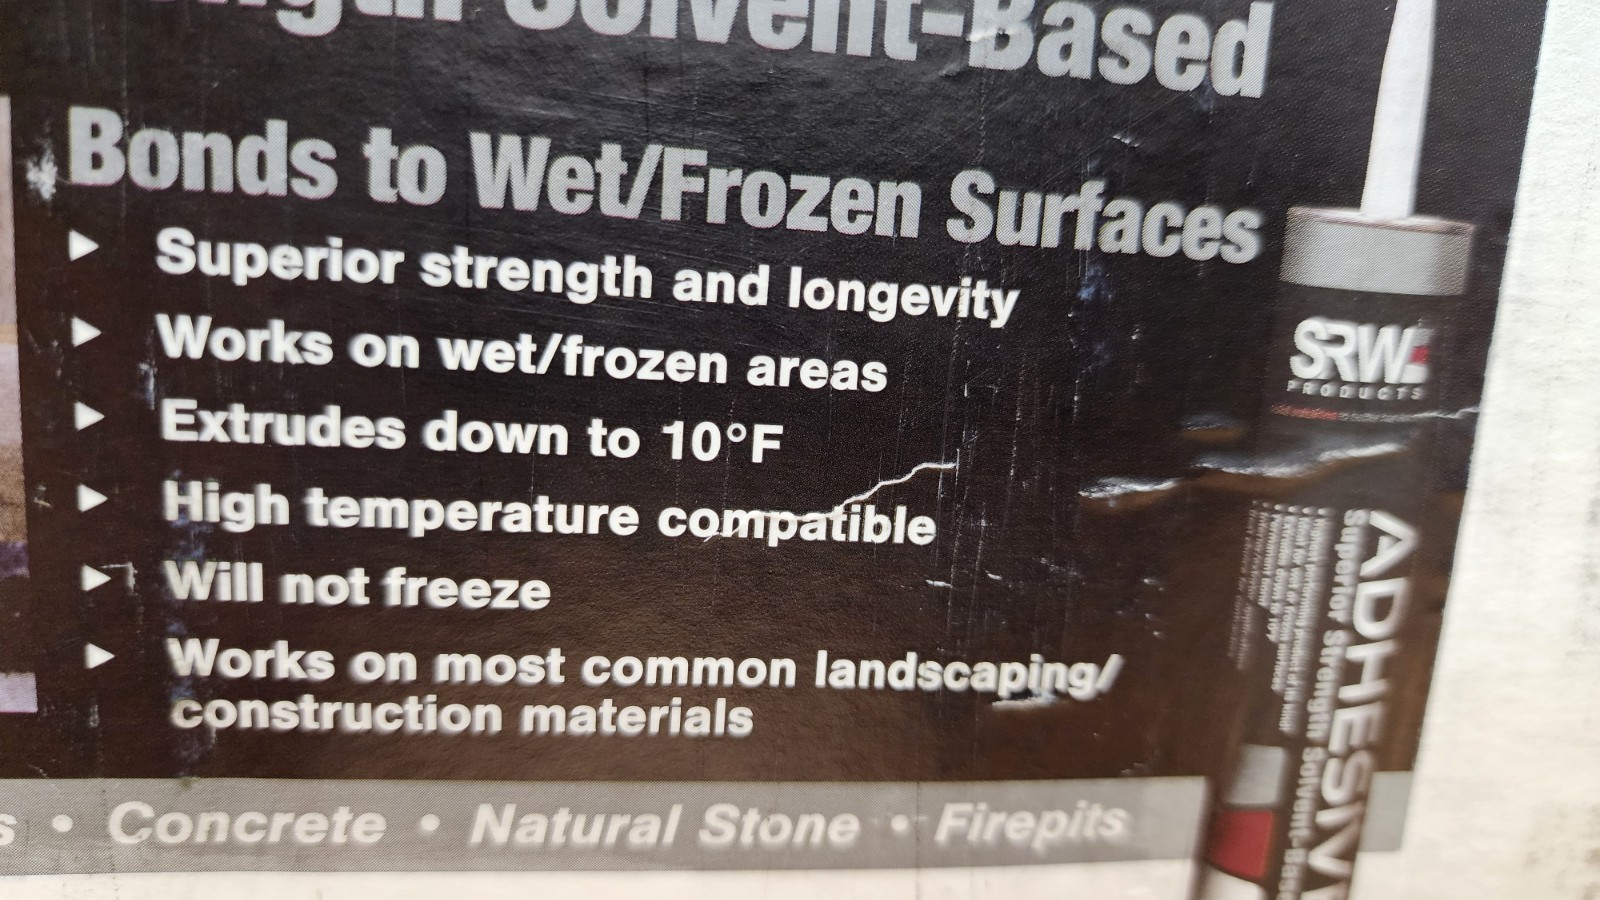 Solvent-Based
Bonds to Wet/Frozen Surfaces
Superior strength and longevity
Works on wet/frozen areas
Extrudes down to 10°F
High temperature compatible
Will not freeze
Works on most common landscaping/
construction materials
• Concrete • Natural Stone • Firepits
SRW
PRODUCTS
ADHESIV
Superior Strength Solvent-Based